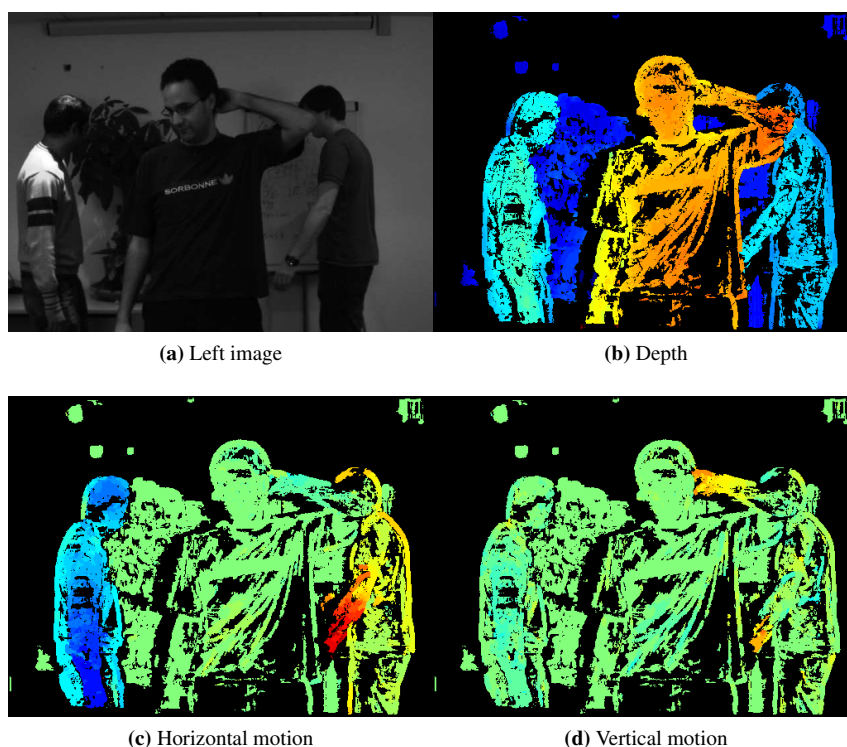 SORBONNE
(a) Left image
(b) Depth
(c) Horizontal motion
(d) Vertical motion